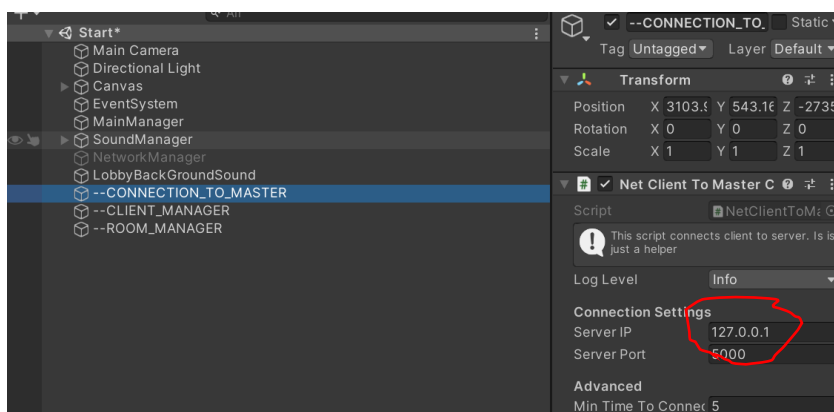 All
Start*
Main Camera
Directional Light
Canvas
EventSystem
MainManager
SoundManager
NetworkManager
LobbyBackGroundSound
--CONNECTION_TO_MASTER
--CLIENT_MANAGER
--ROOM_MANAGER
--CONNECTION_TO_ Static
Tag Untagged Layer Default
Transform
Position X 3103.9 Y 543.16 Z -2735
Rotation X 0 Y 0 Z 0
Scale X 1 Y 1 Z 1
# Net Client To Master C
Script NetClientToMa
This script connects client to server. Is is
just a helper
Log Level Info
Connection Settings
Server IP 127.0.0.1
Server Port 5000
Advanced
Min Time To Connec 5